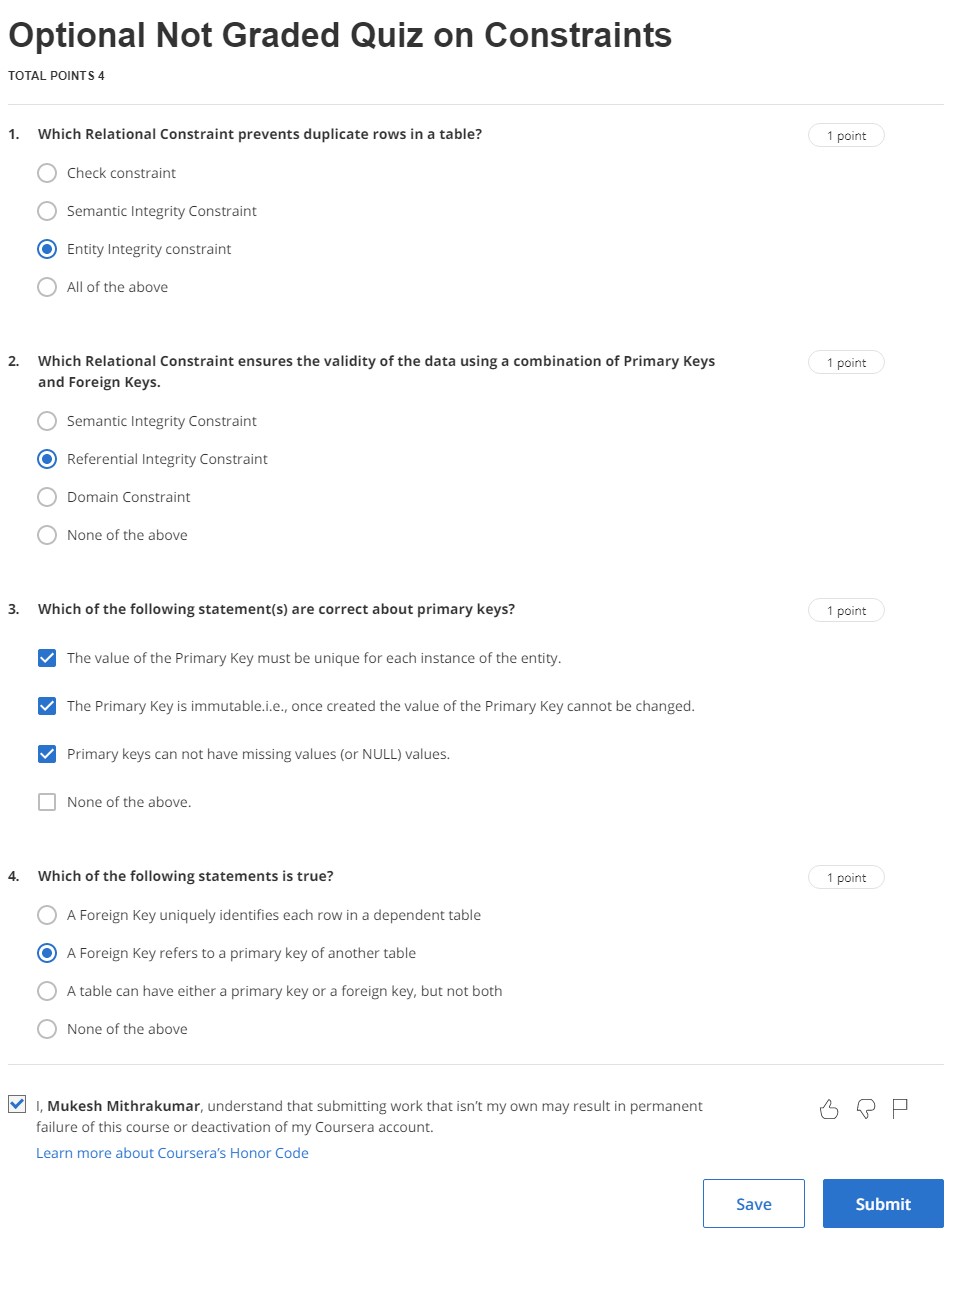 Optional Not Graded Quiz on Constraints
TOTAL POINTS 4
1. Which Relational Constraint prevents duplicate rows in a table?
1 point
Check constraint
Semantic Integrity Constraint
Entity Integrity constraint
All of the above
2. Which Relational Constraint ensures the validity of the data using a combination of Primary Keys
and Foreign Keys.
1 point
Semantic Integrity Constraint
Referential Integrity Constraint
Domain Constraint
None of the above
3. Which of the following statement(s) are correct about primary keys?
1 point
The value of the Primary Key must be unique for each instance of the entity.
The Primary Key is immutable.i.e., once created the value of the Primary Key cannot be changed.
Primary keys can not have missing values (or NULL) values.
None of the above.
4. Which of the following statements is true?
1 point
A Foreign Key uniquely identifies each row in a dependent table
A Foreign Key refers to a primary key of another table
A table can have either a primary key or a foreign key, but not both
None of the above
I, Mukesh Mithrakumar, understand that submitting work that isn't my own may result in permanent
failure of this course or deactivation of my Coursera account.
Learn more about Coursera's Honor Code
Save
Submit